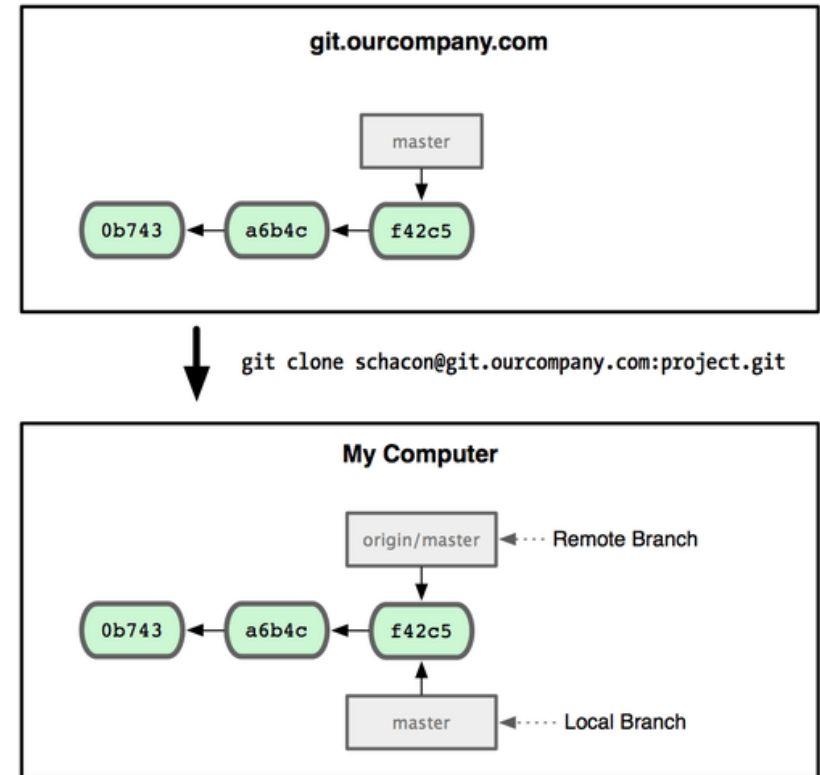 git.ourcompany.com
master
0b743 a6b4c f42c5
git clone schacon@git.ourcompany.com:project.git
My Computer
origin/master Remote Branch
0b743 a6b4c f42c5
master Local Branch